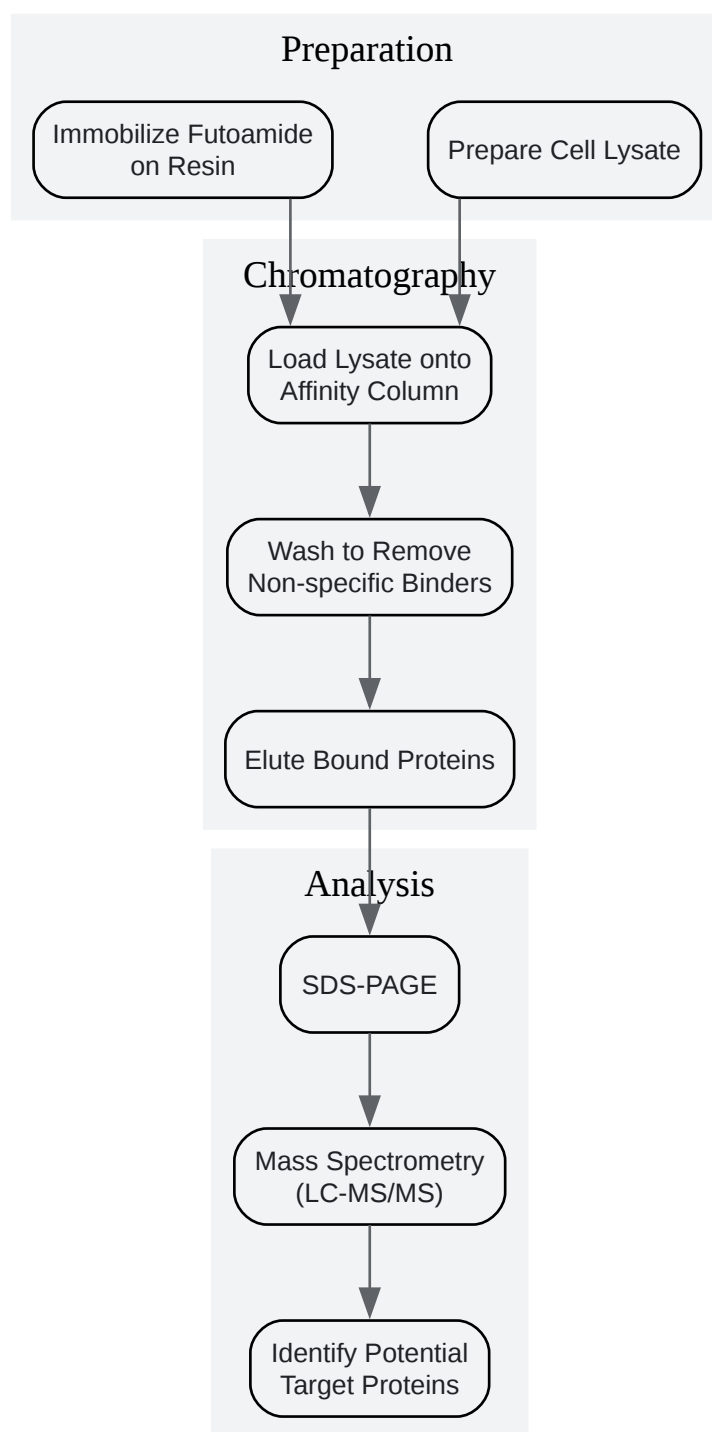 Preparation
Immobilize Futoamide
on Resin
Prepare Cell Lysate
Chromatography
Load Lysate onto
Affinity Column
Wash to Remove
Non-specific Binders
Elute Bound Proteins
Analysis
SDS-PAGE
Mass Spectrometry
(LC-MS/MS)
Identify Potential
Target Proteins